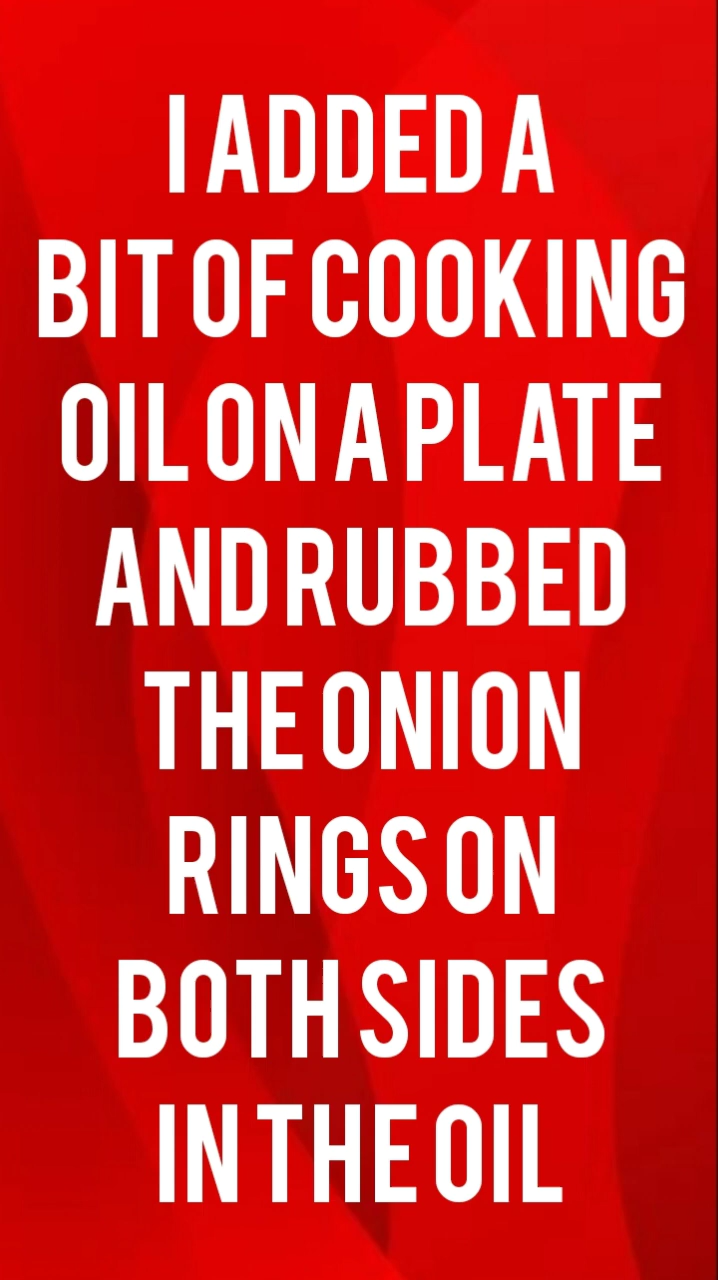 I ADDED A
BIT OF COOKING
OIL ON A PLATE
AND RUBBED
THE ONION
RINGS ON
BOTH SIDES
IN THE OIL